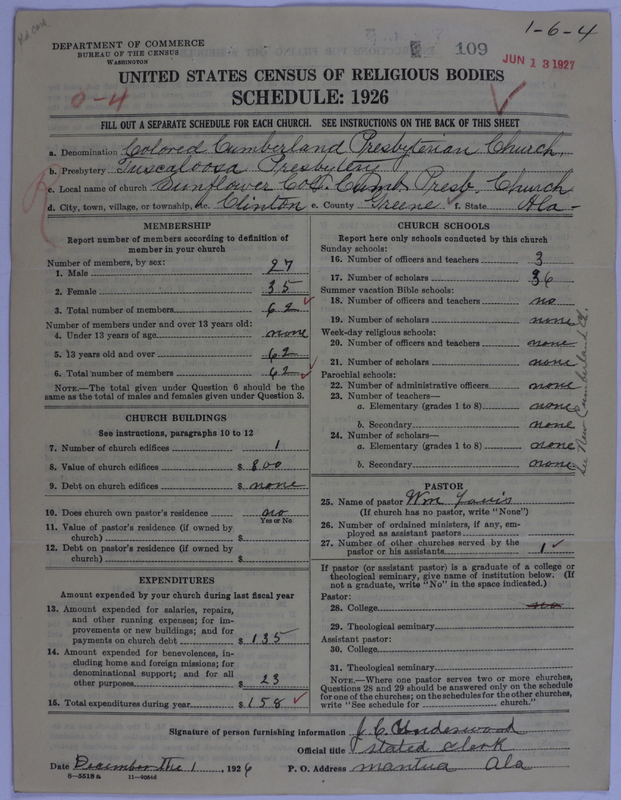 1-6-4
DEPARTMENT OF COMMERCE
BUREAU OF THE CENSUS
WASHINGTON
109
JUN 13 1927
UNITED STATES CENSUS OF RELIGIOUS BODIES
SCHEDULE: 1926
0-4
FILL OUT A SEPARATE SCHEDULE FOR EACH CHURCH. SEE INSTRUCTIONS ON THE BACK OF THIS SHEET
a. Denomination Colored Cumberland Presbyterian Church,
b. Presbytery Tuscaloosa Presbytery
c. Local name of church Sunflower Col. Cumb. Presb. Church
d. City, town, village, or township, &c. Clinton e. County Greene f. State Ala-
MEMBERSHIP
Report number of members according to definition of
member in your church
Number of members, by sex:
1. Male 27
2. Female 35
3. Total number of members 62
Number of members under and over 13 years old:
4. Under 13 years of age none
5. 13 years old and over 62
6. Total number of members 62
NOTE.—The total given under Question 6 should be the
same as the total of males and females given under Question 3.
CHURCH BUILDINGS
See instructions, paragraphs 10 to 12
7. Number of church edifices 1
8. Value of church edifices $ 800
9. Debt on church edifices $ none
10. Does church own pastor's residence no
Yes or No
11. Value of pastor's residence (if owned by
church) $
12. Debt on pastor's residence (if owned by
church) $
EXPENDITURES
Amount expended by your church during last fiscal year
13. Amount expended for salaries, repairs,
and other running expenses; for im-
provements or new buildings; and for
payments on church debt $ 135
14. Amount expended for benevolences, in-
cluding home and foreign missions; for
denominational support; and for all
other purposes $ 23
15. Total expenditures during year $ 158
CHURCH SCHOOLS
Report here only schools conducted by this church
Sunday schools:
16. Number of officers and teachers 3
17. Number of scholars 36
Summer vacation Bible schools:
18. Number of officers and teachers no
19. Number of scholars none
Week-day religious schools:
20. Number of officers and teachers none
21. Number of scholars none
Parochial schools:
22. Number of administrative officers none
23. Number of teachers—
a. Elementary (grades 1 to 8) none
b. Secondary none
24. Number of scholars—
a. Elementary (grades 1 to 8) none
b. Secondary none
See New Cumberland Ch.
PASTOR
25. Name of pastor Wm
(If church has no pastor, write "None")
26. Number of ordained ministers, if any, em-
ployed as assistant pastors
27. Number of other churches served by the
pastor or his assistants 1
If pastor (or assistant pastor) is a graduate of a college or
theological seminary, give name of institution below. (If
not a graduate, write "No" in the space indicated.)
Pastor:
28. College
29. Theological seminary
Assistant pastor:
30. College
31. Theological seminary
NOTE.—Where one pastor serves two or more churches,
Questions 28 and 29 should be answered only on the schedule
for one of the churches; on the schedules for the other churches,
write "See schedule for church."
Signature of person furnishing information J. C. Underwood
Official title stated clerk
Date December the 1, 1926 P. O. Address mantua Ala
8-5518a 11-9054d